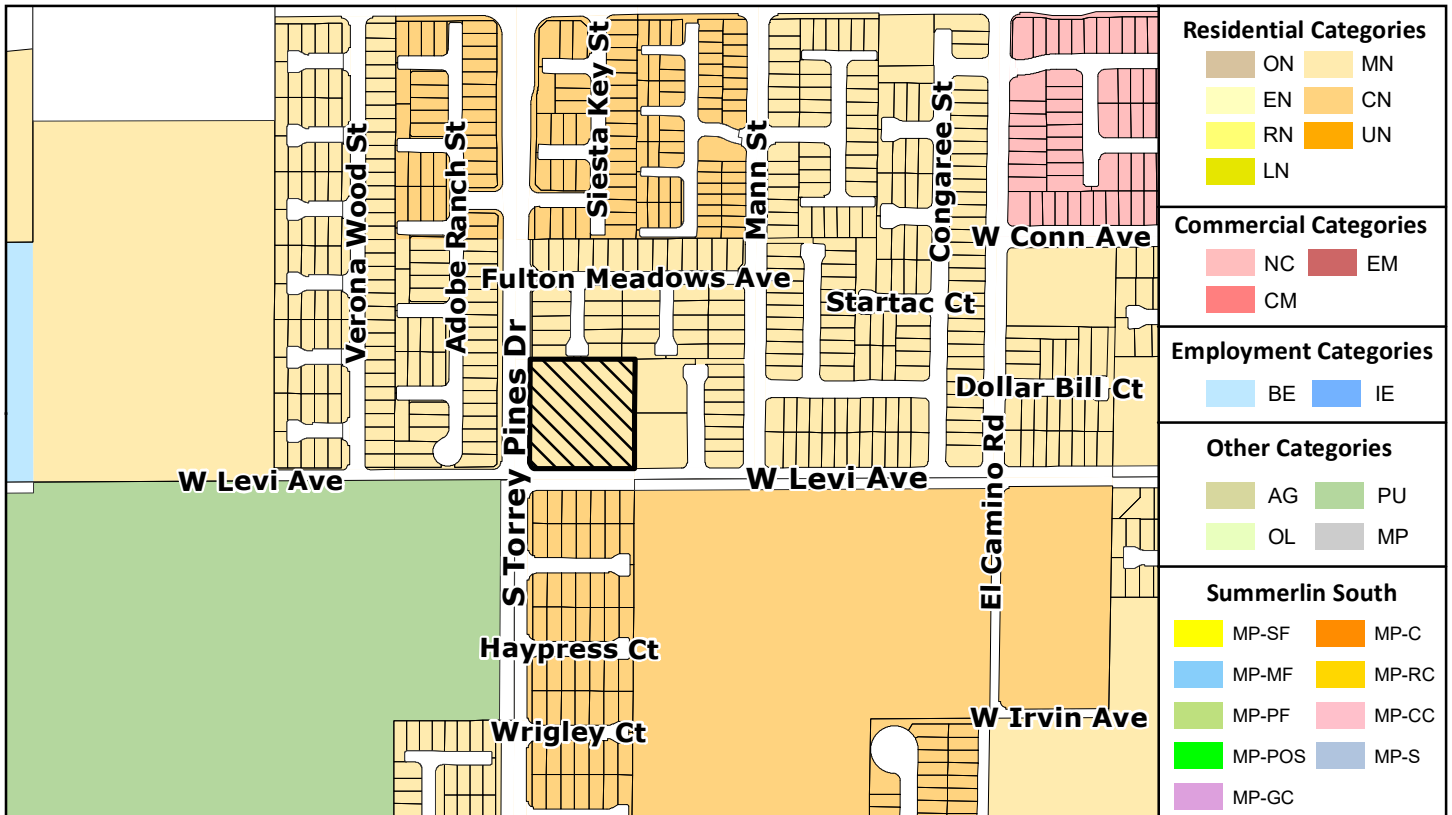 Siesta Key St
Verona Wood St
Adobe Ranch St
Mann St
Congaree St
W Conn Ave
Fulton Meadows Ave
Startac Ct
S Torrey Pines Dr
Dollar Bill Ct
El Camino Rd
W Levi Ave
W Levi Ave
Haypress Ct
Wrigley Ct
W Irvin Ave
Residential Categories
ON MN
EN CN
RN UN
LN
Commercial Categories
NC EM
CM
Employment Categories
BE IE
Other Categories
AG PU
OL MP
Summerlin South
MP-SF MP-C
MP-MF MP-RC
MP-PF MP-CC
MP-POS MP-S
MP-GC